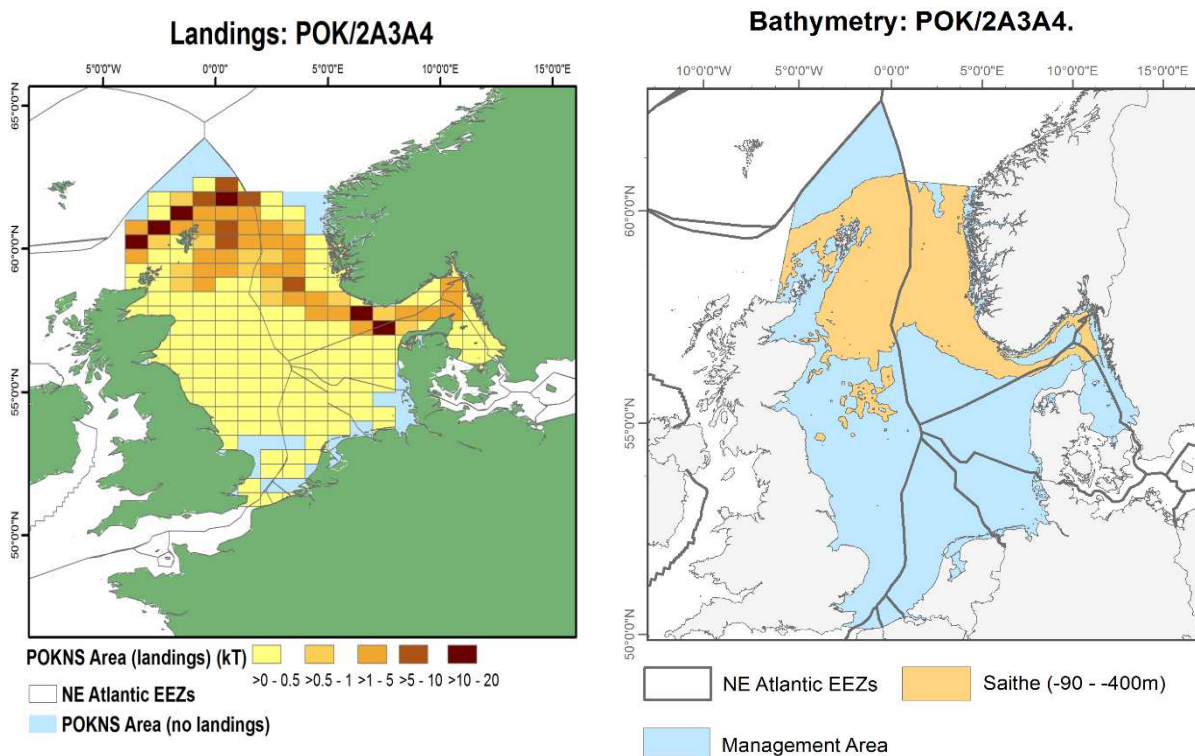 Landings: POK/2A3A4
5°0'0"W
0°0'0"
5°0'0"E
10°0'0"E
15°0'0"E
65°0'0"N
60°0'0"N
55°0'0"N
50°0'0"N
POKNS Area (landings) (kT)
>0 - 0.5
>0.5 - 1
>1 - 5
>5 - 10
>10 - 20
NE Atlantic EEZs
POKNS Area (no landings)
Bathymetry: POK/2A3A4.
10°0'0"W
5°0'0"W
0°0'0"
5°0'0"E
10°0'0"E
15°0'0"E
60°0'0"N
55°0'0"N
50°0'0"N
NE Atlantic EEZs
Saithe (-90 - -400m)
Management Area